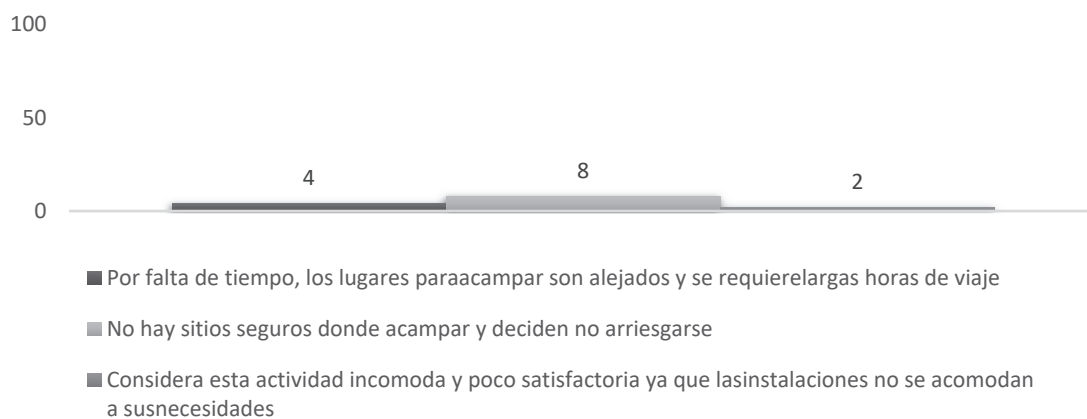 100
50
4
8
2
0
Por falta de tiempo, los lugares paraacampar son alejados y se requierelargas horas de viaje
No hay sitios seguros donde acampar y deciden no arriesgarse
Considera esta actividad incomoda y poco satisfactoria ya que lasinstalaciones no se acomodan
a susnecesidades